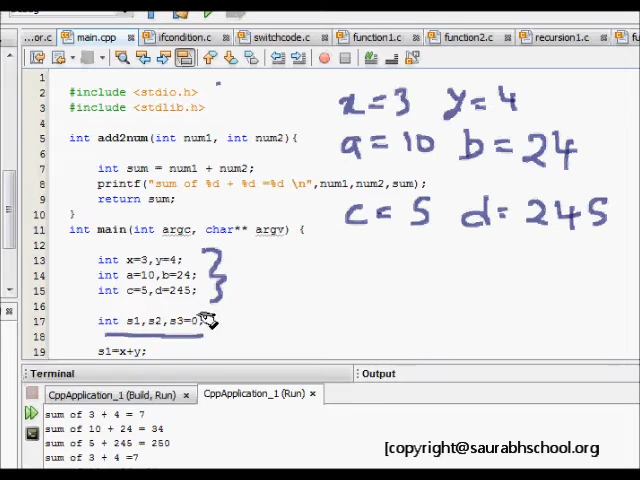 ...or.c main.cpp ifcondition.c switchcode.c function1.c function2.c recursion1.c fu
1
2 #include <stdio.h>
3 #include <stdlib.h>
4
5 int add2num(int num1, int num2){
6
7 int sum = num1 + num2;
8 printf("sum of %d + %d =%d \n",num1,num2,sum);
9 return sum;
10 }
11 int main(int argc, char** argv) {
12
13 int x=3,y=4;
14 int a=10,b=24;
15 int c=5,d=245;
16
17 int s1,s2,s3=0;
18
19 s1=x+y;
x=3 y=4
a=10 b=24
c=5 d=245
Terminal Output
CppApplication_1 (Build, Run) CppApplication_1 (Run)
sum of 3 + 4 = 7
sum of 10 + 24 = 34
sum of 5 + 245 = 250
sum of 3 + 4 =7
[copyright@saurabhschool.org